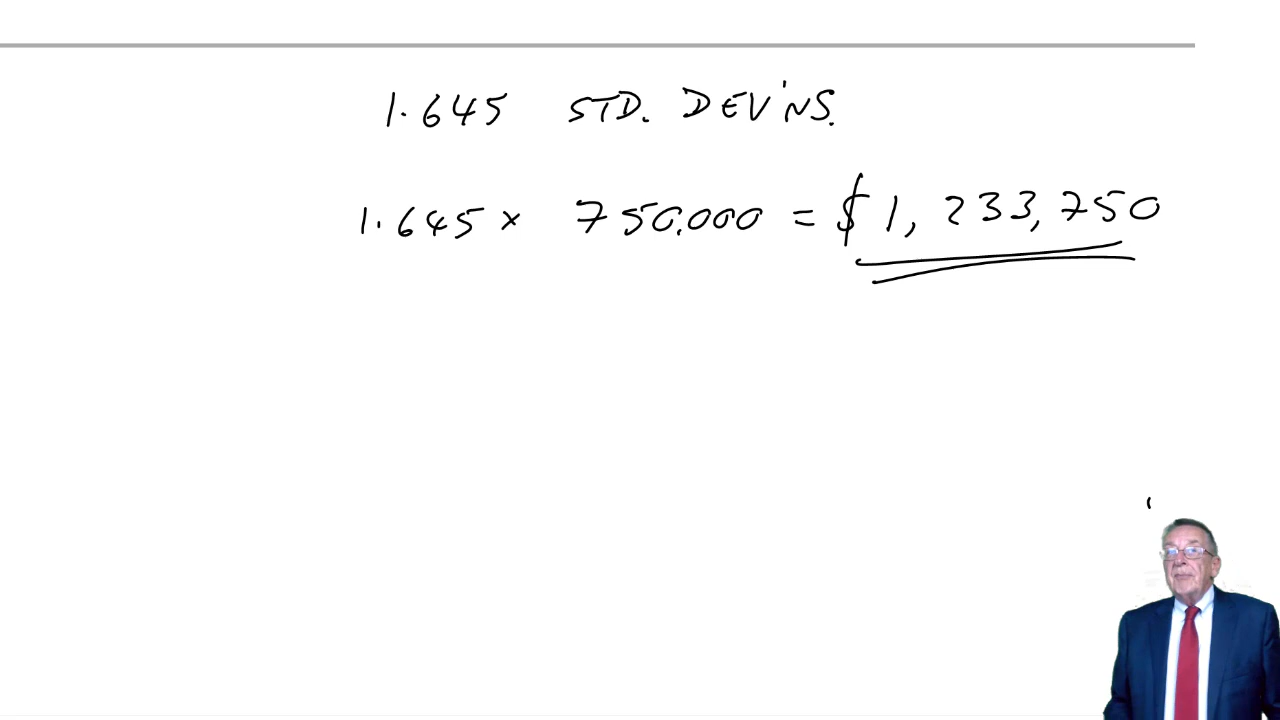 1.645 STD. DEV'NS.
1.645 x 750,000 = $1,233,750